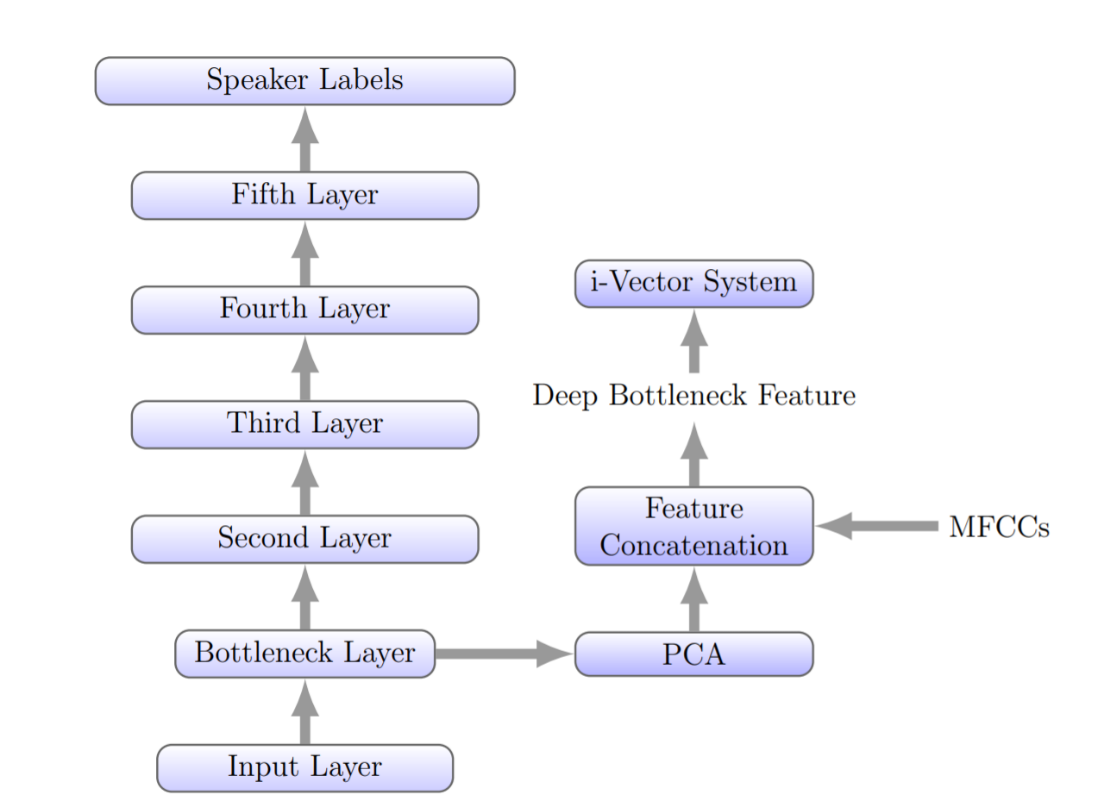 Speaker Labels
Fifth Layer
Fourth Layer
Third Layer
Second Layer
Bottleneck Layer
Input Layer
i-Vector System
Deep Bottleneck Feature
Feature
Concatenation
MFCCs
PCA